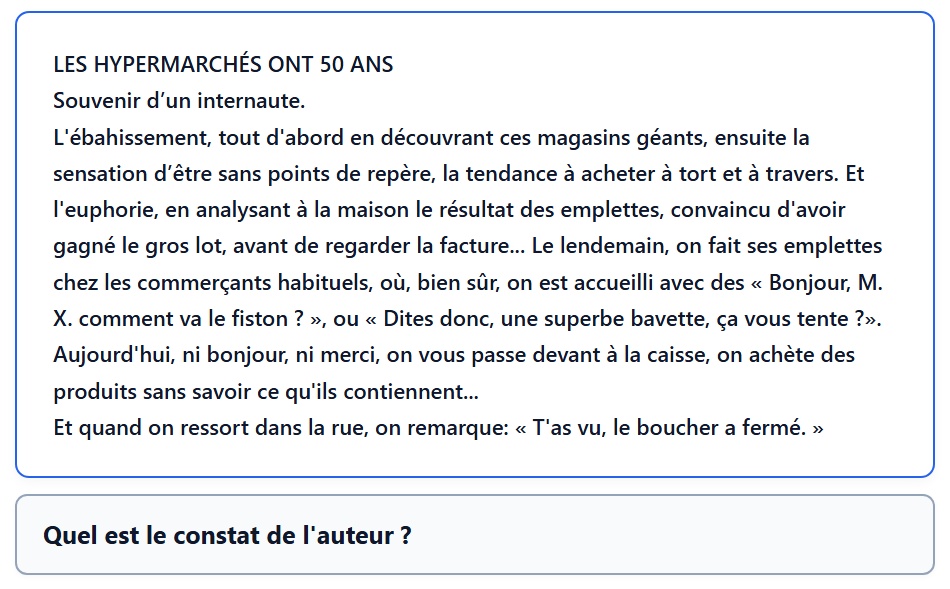 LES HYPERMARCHÉS ONT 50 ANS
Souvenir d’un internaute.
L'ébahissement, tout d'abord en découvrant ces magasins géants, ensuite la
sensation d’être sans points de repère, la tendance à acheter à tort et à travers. Et
l'euphorie, en analysant à la maison le résultat des emplettes, convaincu d'avoir
gagné le gros lot, avant de regarder la facture... Le lendemain, on fait ses emplettes
chez les commerçants habituels, où, bien sûr, on est accueilli avec des « Bonjour, M.
X. comment va le fiston ? », ou « Dites donc, une superbe bavette, ça vous tente ?».
Aujourd'hui, ni bonjour, ni merci, on vous passe devant à la caisse, on achète des
produits sans savoir ce qu'ils contiennent...
Et quand on ressort dans la rue, on remarque: « T'as vu, le boucher a fermé. »
Quel est le constat de l'auteur ?